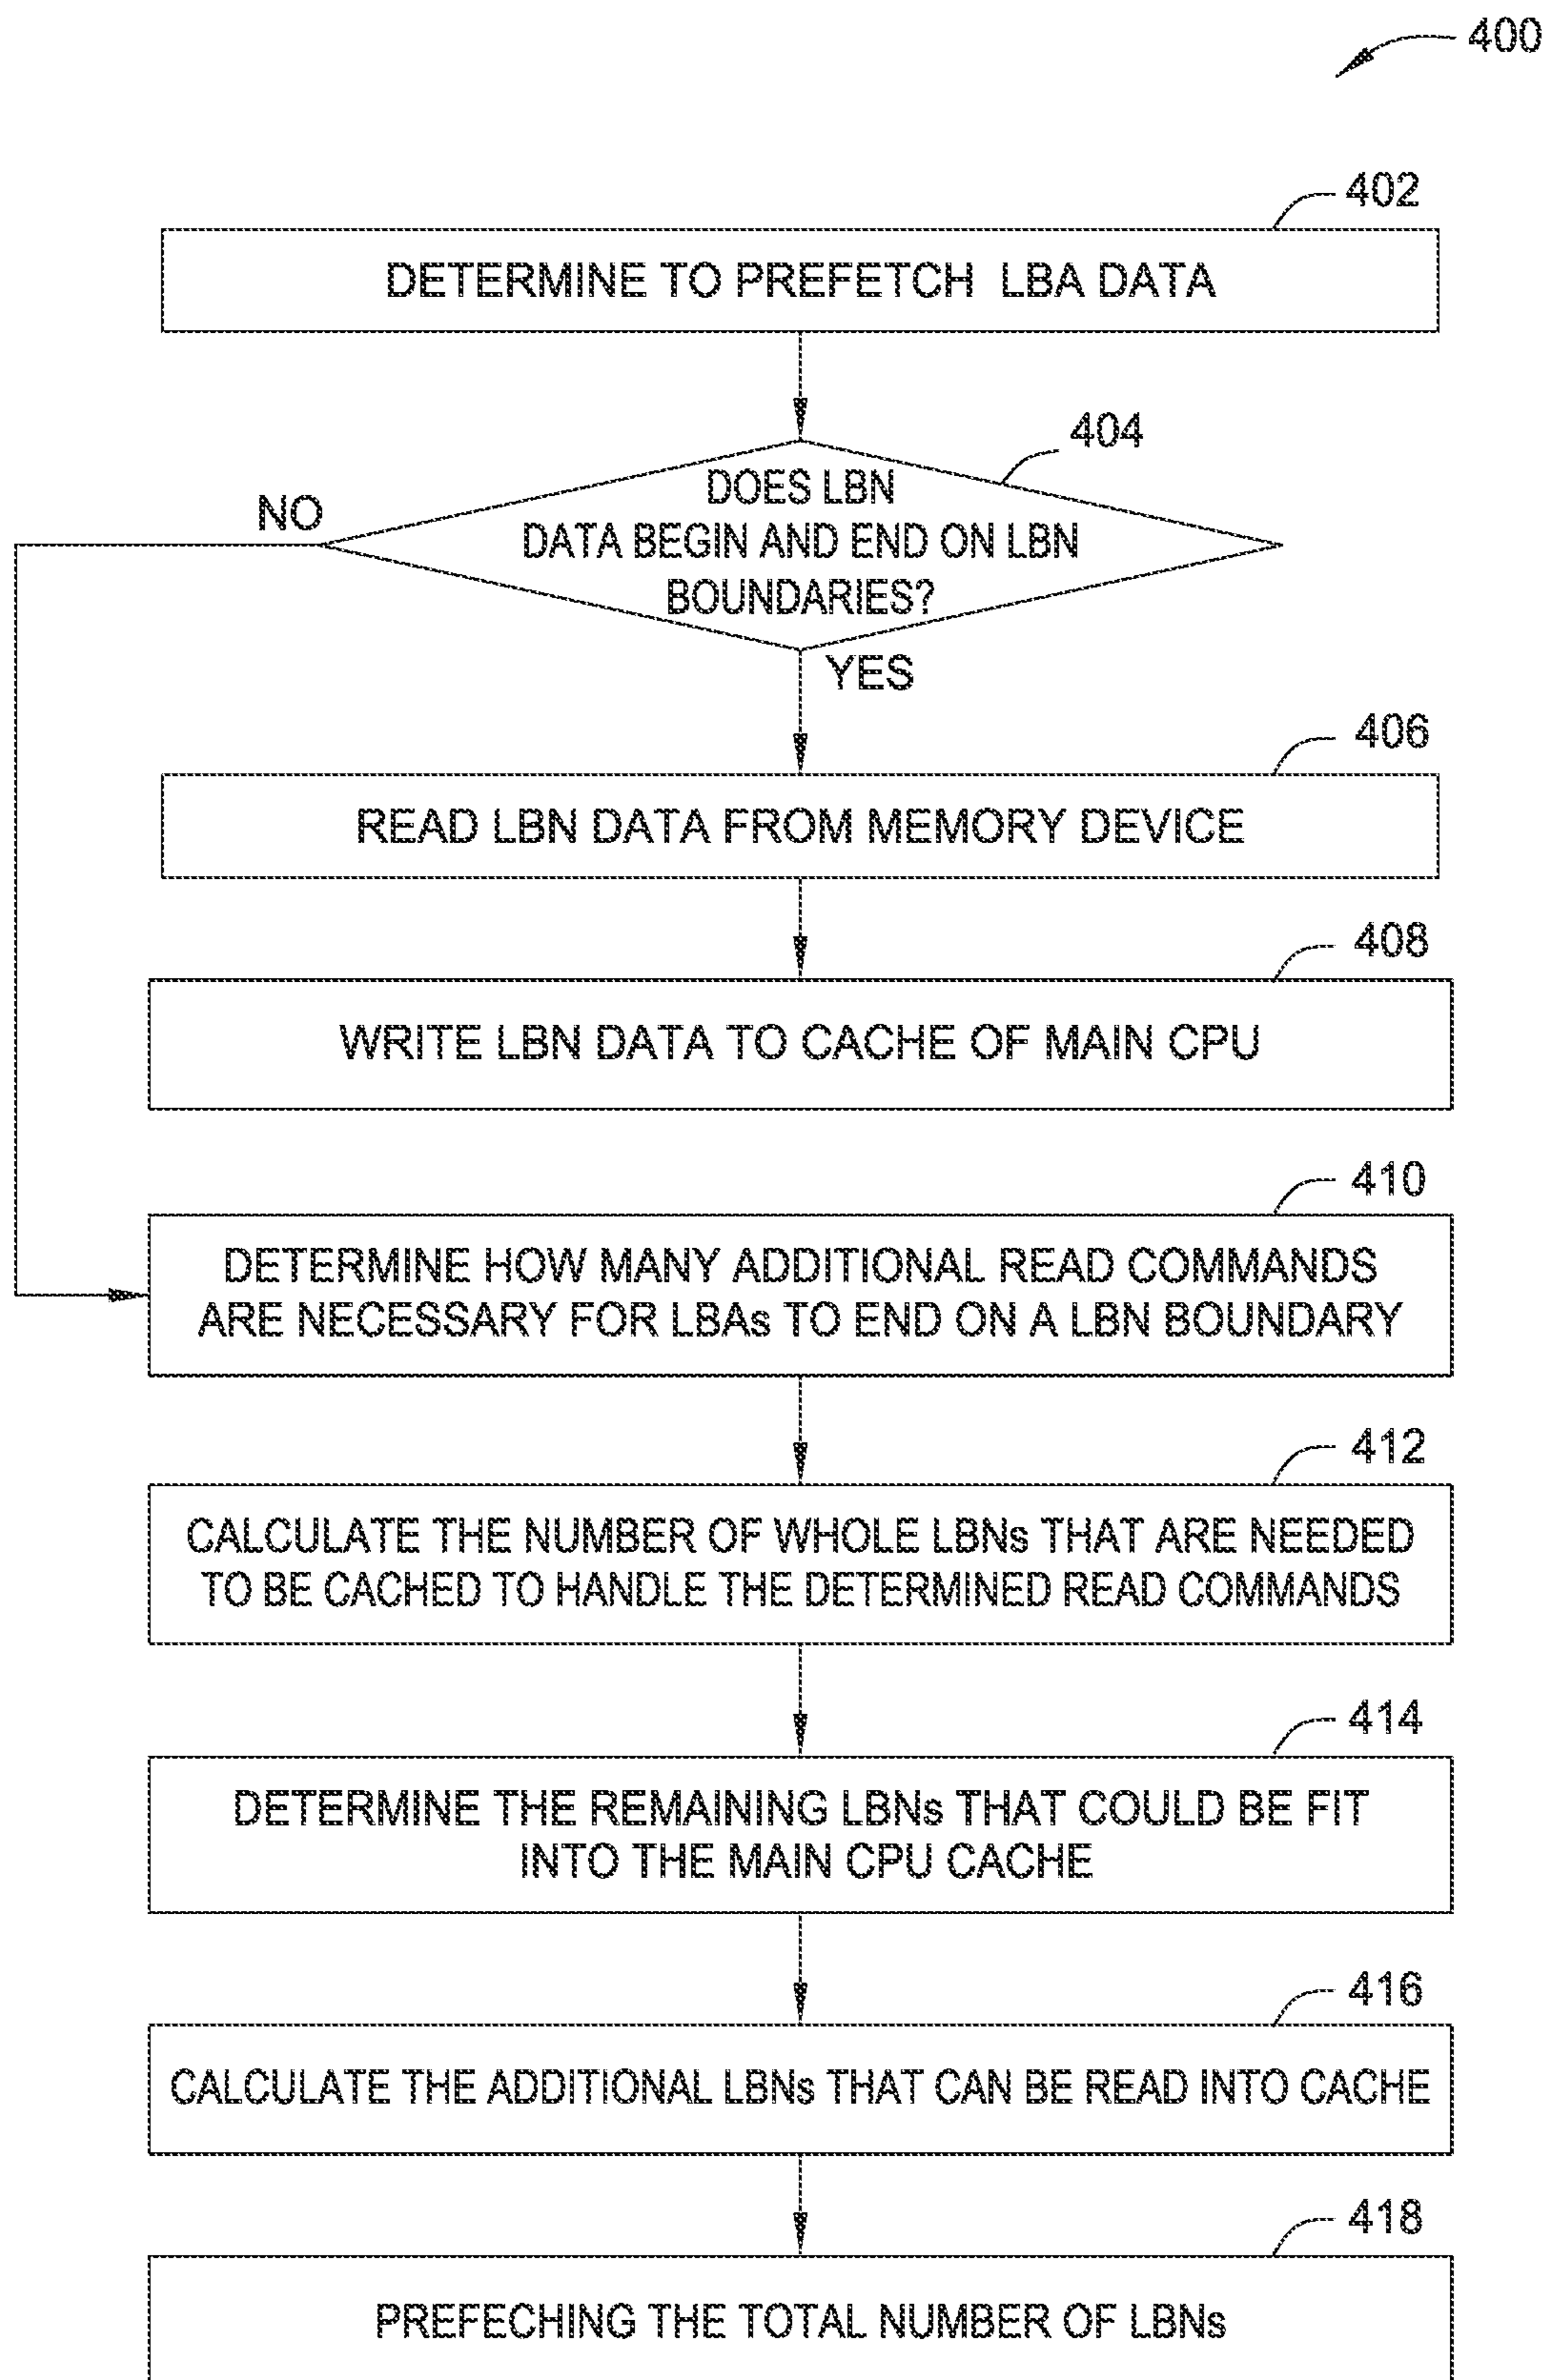 400
402
DETERMINE TO PREFETCH LBA DATA
404
DOES LBN
DATA BEGIN AND END ON LBN
BOUNDARIES?
NO
YES
406
READ LBN DATA FROM MEMORY DEVICE
408
WRITE LBN DATA TO CACHE OF MAIN CPU
410
DETERMINE HOW MANY ADDITIONAL READ COMMANDS
ARE NECESSARY FOR LBAs TO END ON A LBN BOUNDARY
412
CALCULATE THE NUMBER OF WHOLE LBNs THAT ARE NEEDED
TO BE CACHED TO HANDLE THE DETERMINED READ COMMANDS
414
DETERMINE THE REMAINING LBNs THAT COULD BE FIT
INTO THE MAIN CPU CACHE
416
CALCULATE THE ADDITIONAL LBNs THAT CAN BE READ INTO CACHE
418
PREFECHING THE TOTAL NUMBER OF LBNs